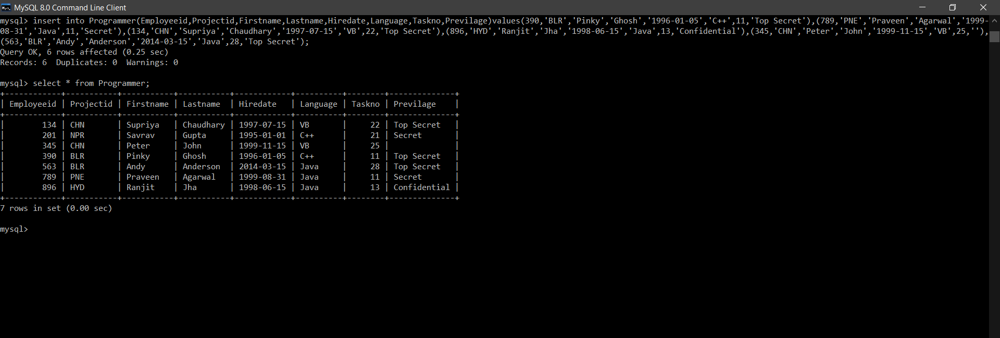 MySQL 8.0 Command Line Client
mysql> insert into Programmer(Employeeid,Projectid,Firstname,Lastname,Hiredate,Language,Taskno,Previlage)values(390,'BLR','Pinky','Ghosh','1996-01-05','C++',11,'Top Secret'),(789,'PNE','Praveen','Agarwal','1999-
08-31','Java',11,'Secret'),(134,'CHN','Supriya','Chaudhary','1997-07-15','VB',22,'Top Secret'),(896,'HYD','Ranjit','Jha','1998-06-15','Java',13,'Confidential'),(345,'CHN','Peter','John','1999-11-15','VB',25,''),
(563,'BLR','Andy','Anderson','2014-03-15','Java',28,'Top Secret');
Query OK, 6 rows affected (0.25 sec)
Records: 6  Duplicates: 0  Warnings: 0
mysql> select * from Programmer;
+------------+-----------+-----------+-----------+------------+----------+--------+--------------+
| Employeeid | Projectid | Firstname | Lastname  | Hiredate   | Language | Taskno | Previlage    |
+------------+-----------+-----------+-----------+------------+----------+--------+--------------+
|        134 | CHN       | Supriya   | Chaudhary | 1997-07-15 | VB       |     22 | Top Secret   |
|        201 | NPR       | Savrav    | Gupta     | 1995-01-01 | C++      |     21 | Secret       |
|        345 | CHN       | Peter     | John      | 1999-11-15 | VB       |     25 |              |
|        390 | BLR       | Pinky     | Ghosh     | 1996-01-05 | C++      |     11 | Top Secret   |
|        563 | BLR       | Andy      | Anderson  | 2014-03-15 | Java     |     28 | Top Secret   |
|        789 | PNE       | Praveen   | Agarwal   | 1999-08-31 | Java     |     11 | Secret       |
|        896 | HYD       | Ranjit    | Jha       | 1998-06-15 | Java     |     13 | Confidential |
+------------+-----------+-----------+-----------+------------+----------+--------+--------------+
7 rows in set (0.00 sec)
mysql>